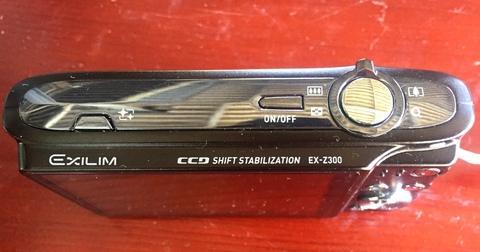 ON/OFF
EXILIM CCD SHIFT STABILIZATION EX-Z300